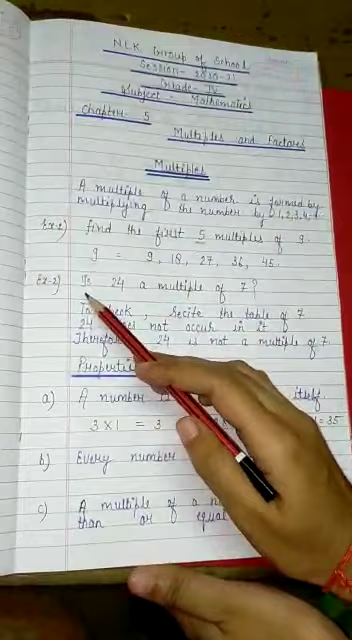 NLK Group of School
Session - 2020-21
Grade - IV
Subject - Mathematics
Chapter - 5
Multiples and Factors
Multiples
A multiple of a number is formed by
multiplying the number by 0,1,2,3,4,
find the first 5 multiples of 9.
9 = 9, 18, 27, 36, 45.
Ex-2) Is 24 a multiple of 7?
To check, recite the table of 7
24 does not occur in it
Therefore 24 is not a multiple of 7.
a) A number itself.
3 x 1 = 3 = 35
b) Every number
c) A multiple of a
than or equal